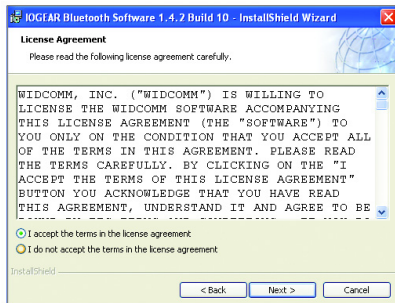 IOGEAR Bluetooth Software 1.4.2 Build 10 - InstallShield Wizard
License Agreement
Please read the following license agreement carefully.
WIDCOMM, INC. ("WIDCOMM") IS WILLING TO
LICENSE THE WIDCOMM SOFTWARE ACCOMPANYING
THIS LICENSE AGREEMENT (THE "SOFTWARE") TO
YOU ONLY ON THE CONDITION THAT YOU ACCEPT ALL
OF THE TERMS IN THIS AGREEMENT. PLEASE READ
THE TERMS CAREFULLY. BY CLICKING ON THE "I
ACCEPT THE TERMS OF THIS LICENSE AGREEMENT"
BUTTON YOU ACKNOWLEDGE THAT YOU HAVE READ
THIS AGREEMENT, UNDERSTAND IT AND AGREE TO BE
I accept the terms in the license agreement
I do not accept the terms in the license agreement
InstallShield
< Back
Next >
Cancel